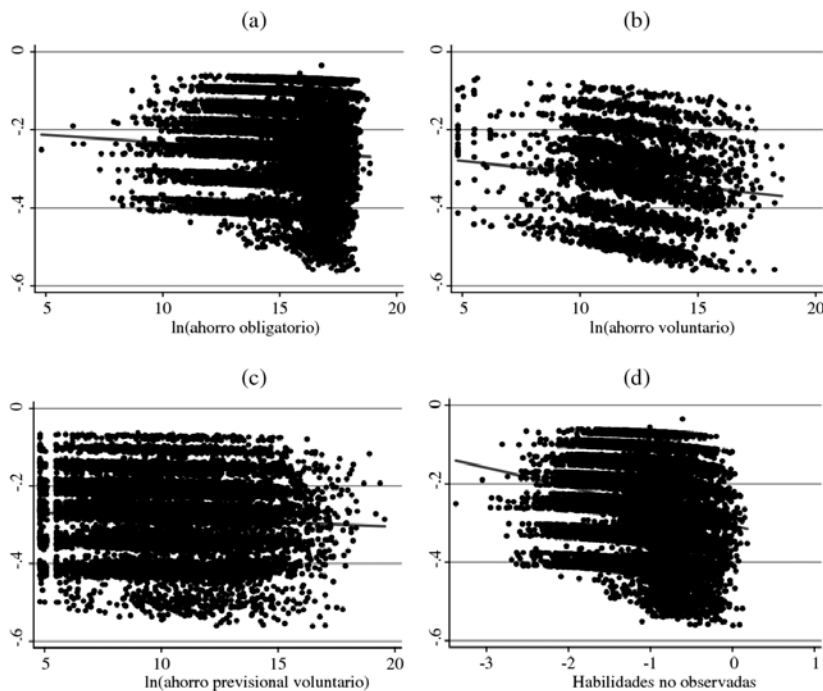 (a)
0
-.2
-.4
-.6
5 10 15 20
ln(ahorro obligatorio)
(b)
0
-.2
-.4
-.6
5 10 15 20
ln(ahorro voluntario)
(c)
0
-.2
-.4
-.6
5 10 15 20
ln(ahorro previsional voluntario)
(d)
0
-.2
-.4
-.6
-3 -2 -1 0 1
Habilidades no observadas